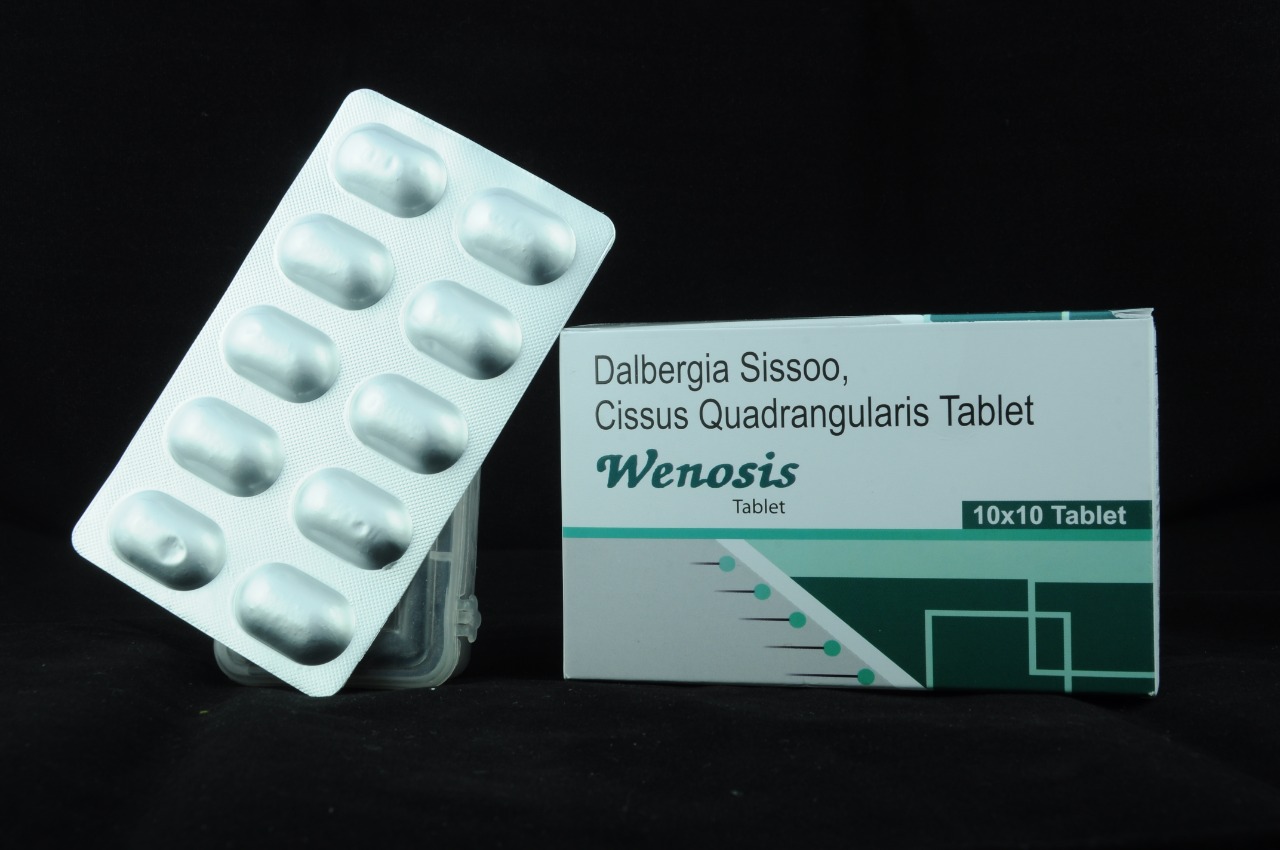 Dalbergia Sissoo,
Cissus Quadrangularis Tablet
Wenosis
Tablet
10x10 Tablet